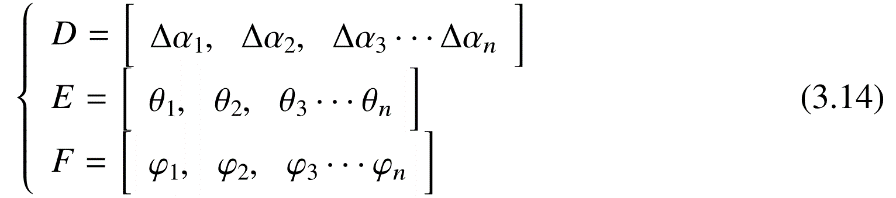 D = [ Δα₁, Δα₂, Δα₃ ··· Δαₙ ]
E = [ θ₁, θ₂, θ₃ ··· θₙ ] (3.14)
F = [ φ₁, φ₂, φ₃ ··· φₙ ]